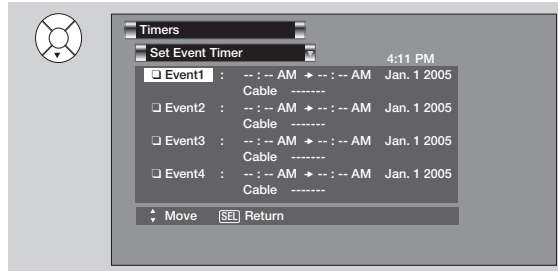 Timers
Set Event Timer
4:11 PM
❏ Event1 : -- : -- AM ➔ -- : -- AM Jan. 1 2005
Cable -------
❏ Event2 : -- : -- AM ➔ -- : -- AM Jan. 1 2005
Cable -------
❏ Event3 : -- : -- AM ➔ -- : -- AM Jan. 1 2005
Cable -------
❏ Event4 : -- : -- AM ➔ -- : -- AM Jan. 1 2005
Cable -------
Move SEL Return